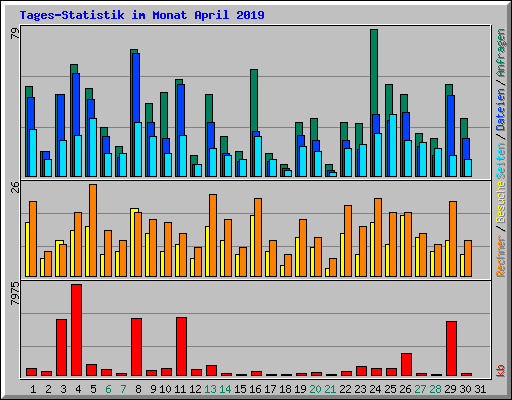 Tages-Statistik im Monat April 2019
79
26
7975
Rechner / Besuche Seiten / Dateien / Anfragen
kb
1 2 3 4 5 6 7 8 9 10 11 12 13 14 15 16 17 18 19 20 21 22 23 24 25 26 27 28 29 30 31